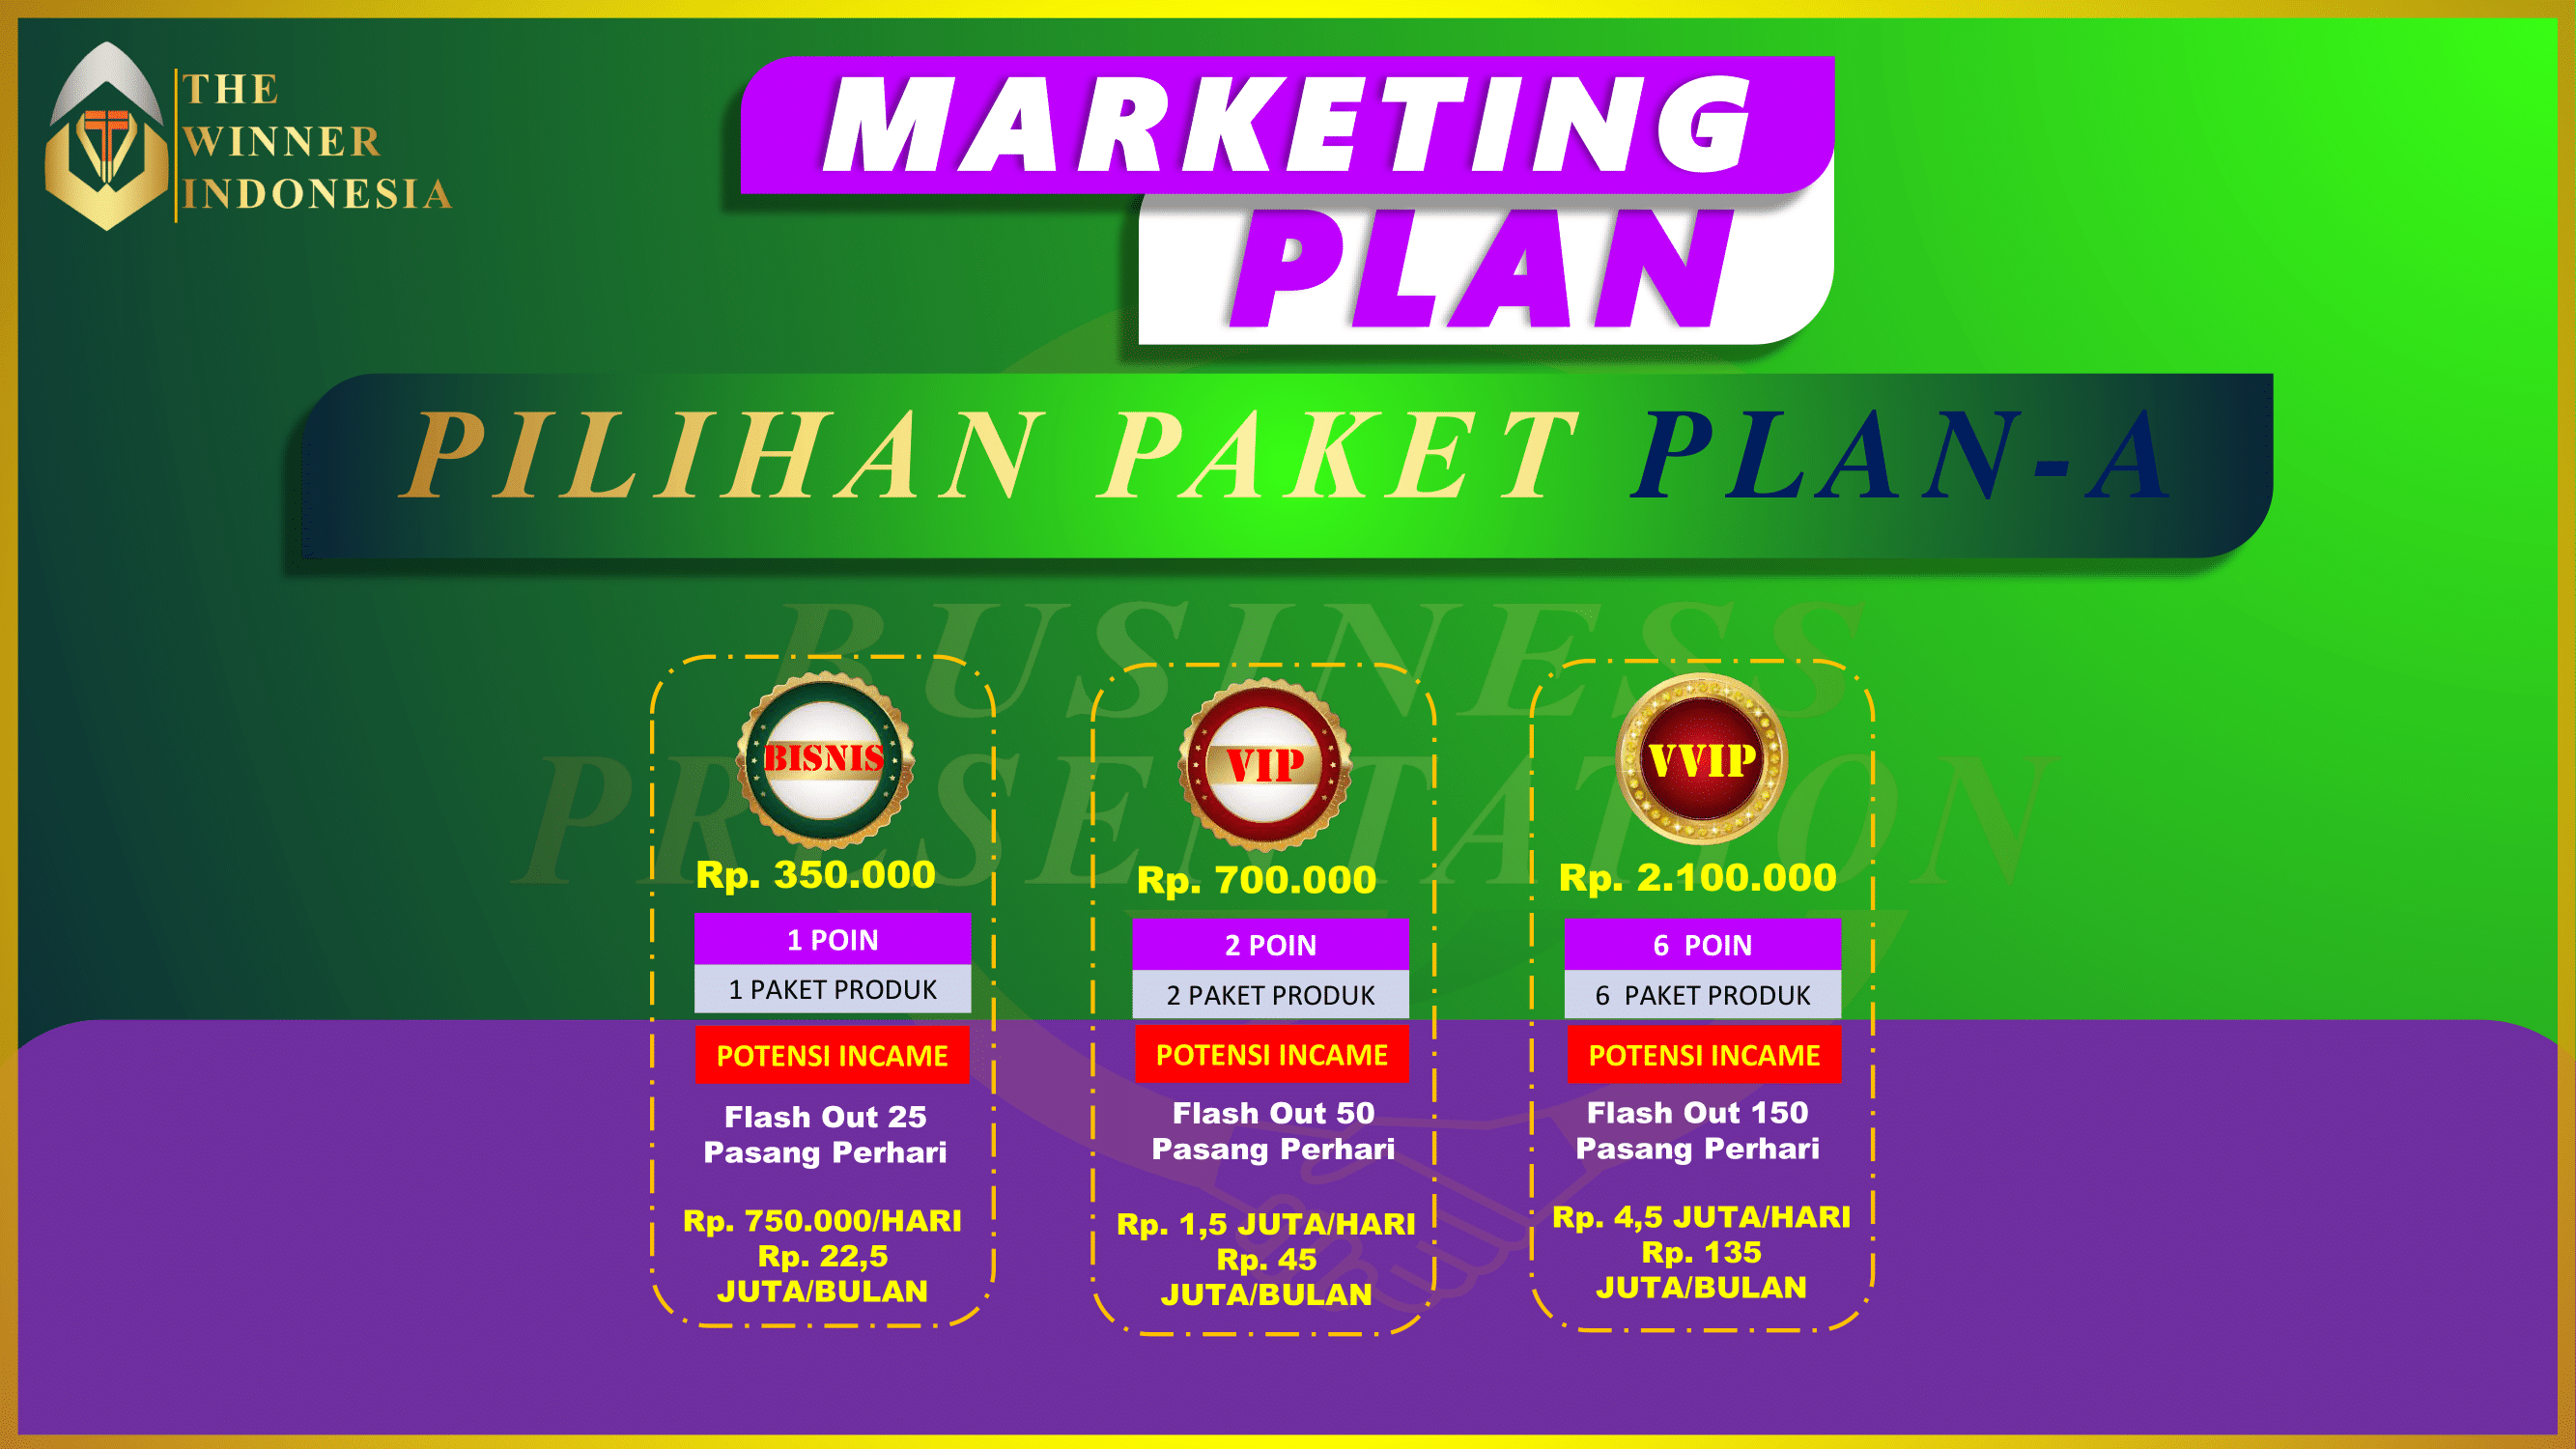 THE
WINNER
INDONESIA
MARKETING
PLAN
PILIHAN PAKET PLAN-A
BUSINESS
PRESENTATION
BISNIS
Rp. 350.000
1 POIN
1 PAKET PRODUK
POTENSI INCAME
Flash Out 25
Pasang Perhari
Rp. 750.000/HARI
Rp. 22,5
JUTA/BULAN
VIP
Rp. 700.000
2 POIN
2 PAKET PRODUK
POTENSI INCAME
Flash Out 50
Pasang Perhari
Rp. 1,5 JUTA/HARI
Rp. 45
JUTA/BULAN
VVIP
Rp. 2.100.000
6 POIN
6 PAKET PRODUK
POTENSI INCAME
Flash Out 150
Pasang Perhari
Rp. 4,5 JUTA/HARI
Rp. 135
JUTA/BULAN